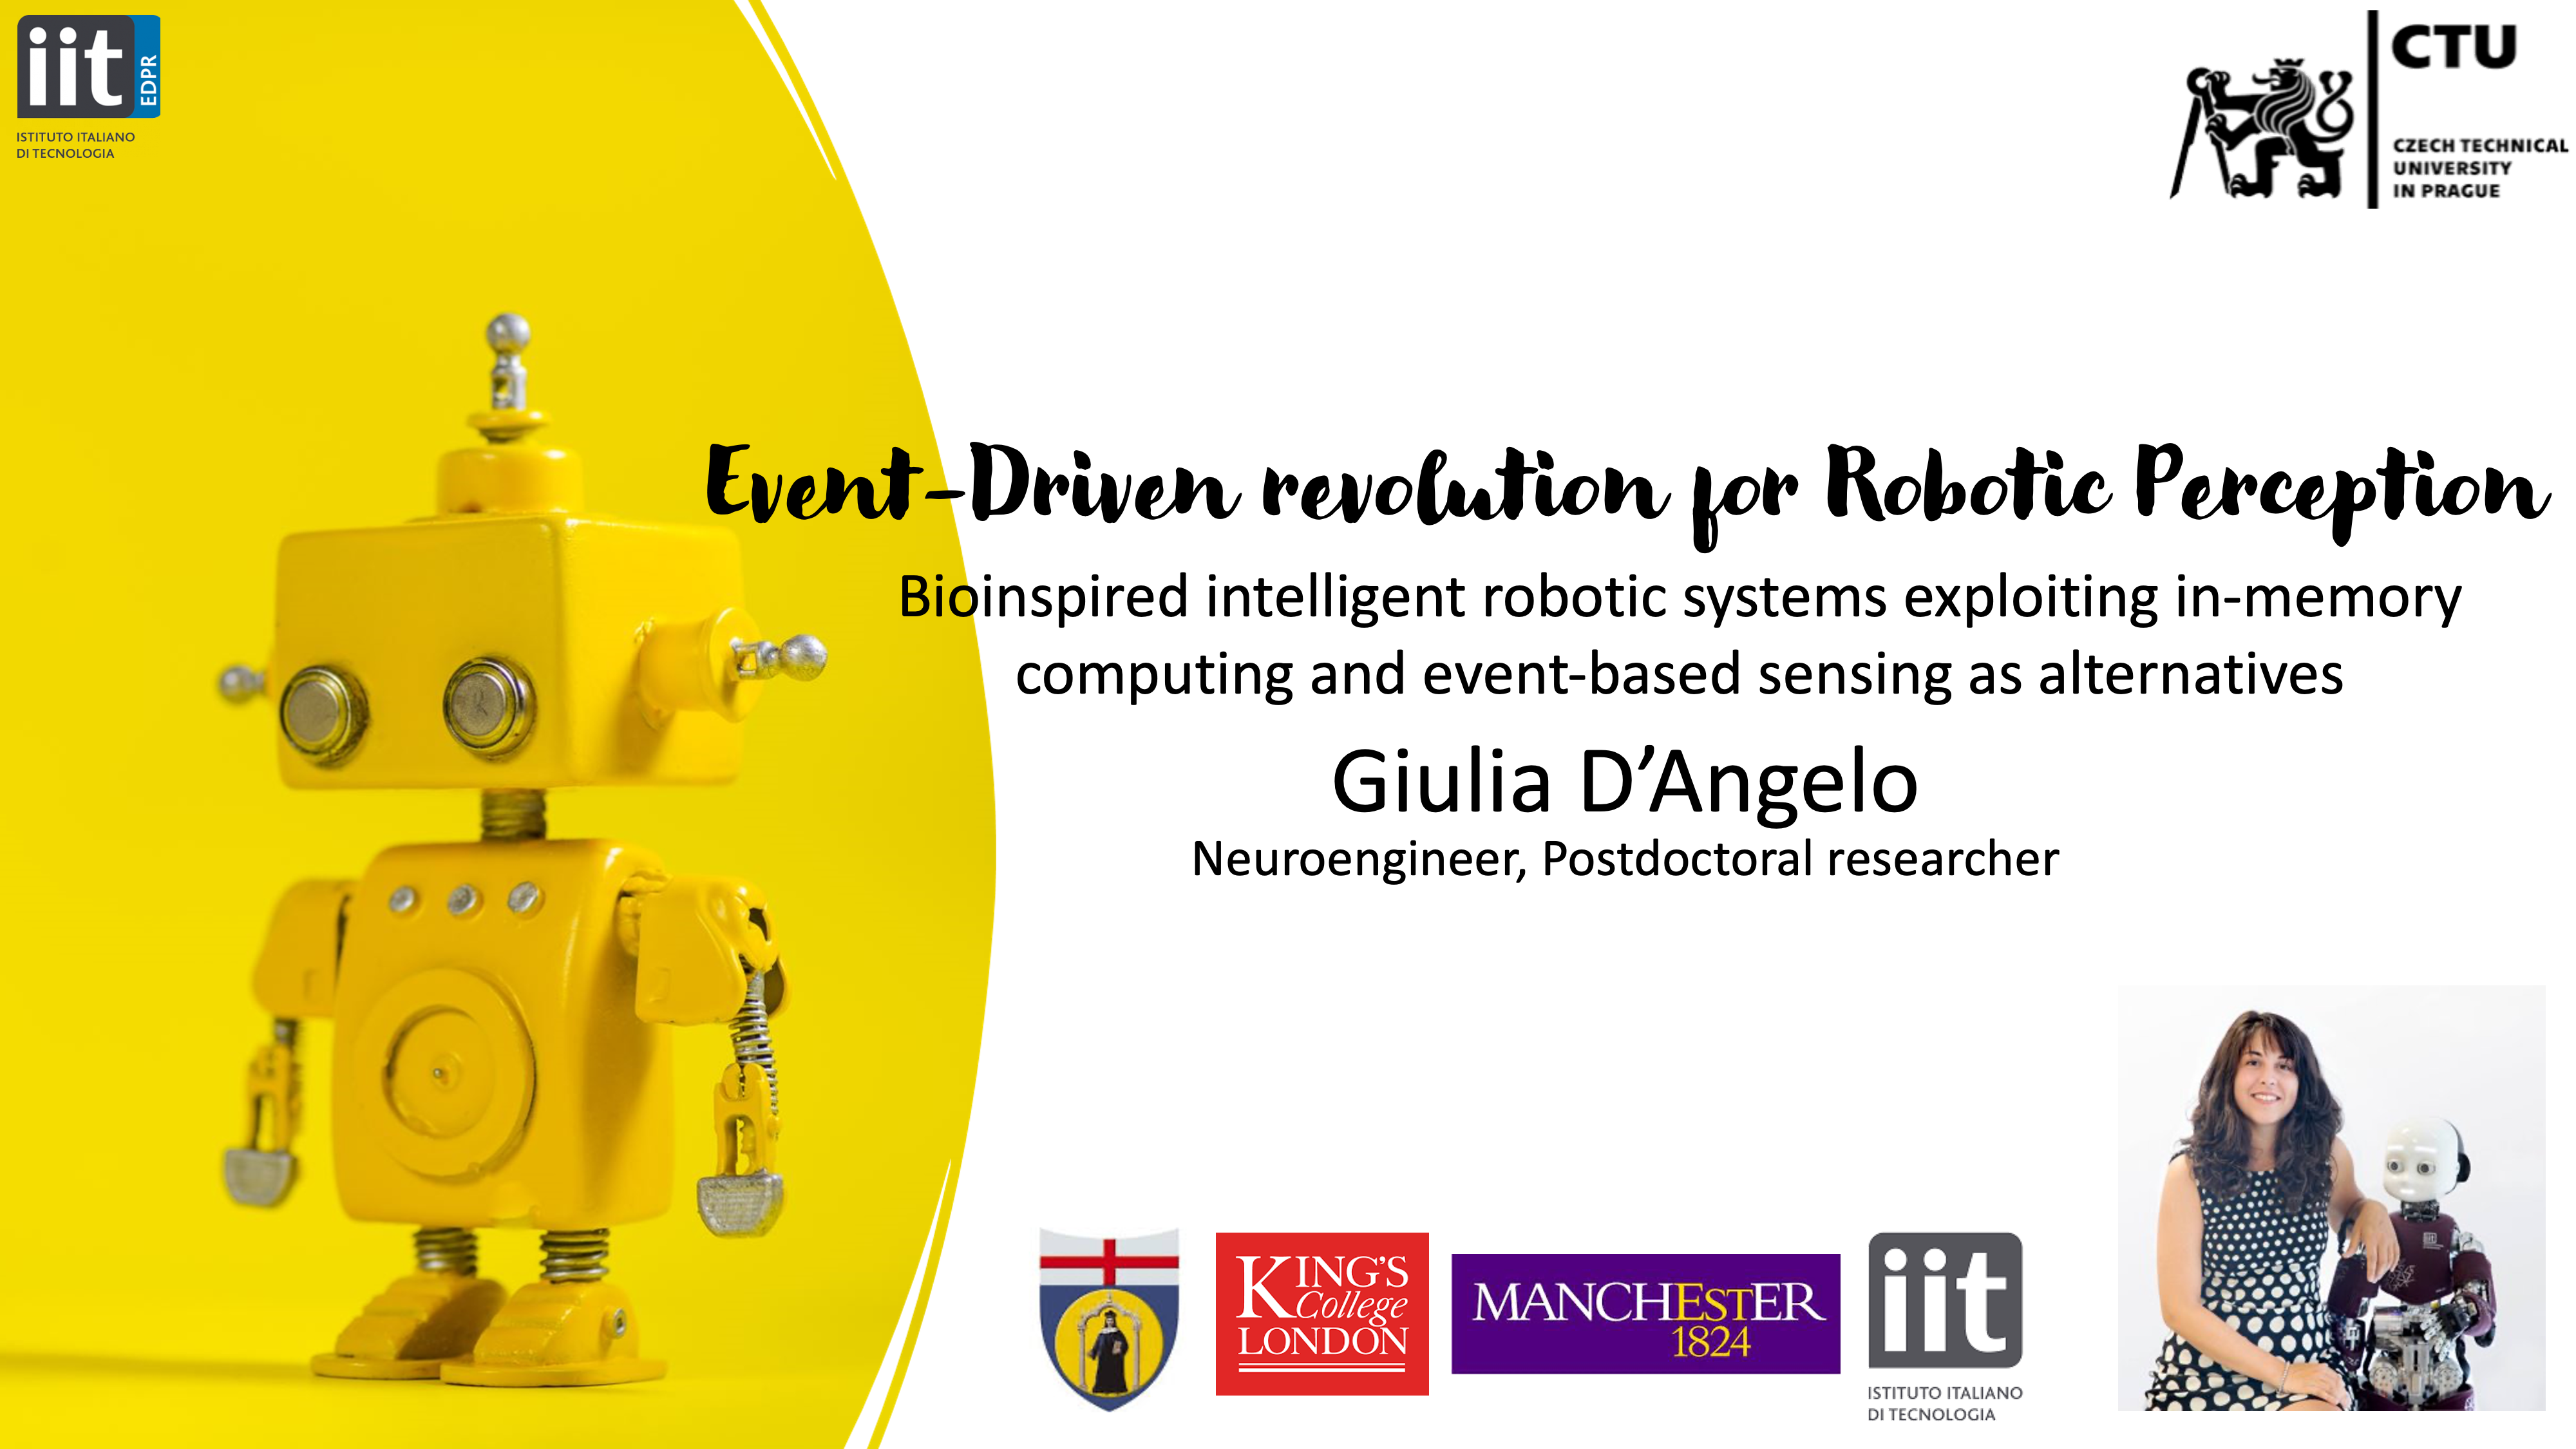 iit
EDPR
ISTITUTO ITALIANO
DI TECNOLOGIA
CTU
CZECH TECHNICAL
UNIVERSITY
IN PRAGUE
Event-Driven revolution for Robotic Perception
Bioinspired intelligent robotic systems exploiting in-memory
computing and event-based sensing as alternatives
Giulia D’Angelo
Neuroengineer, Postdoctoral researcher
KING'S
College
LONDON
MANCHESTER
1824
iit
ISTITUTO ITALIANO
DI TECNOLOGIA